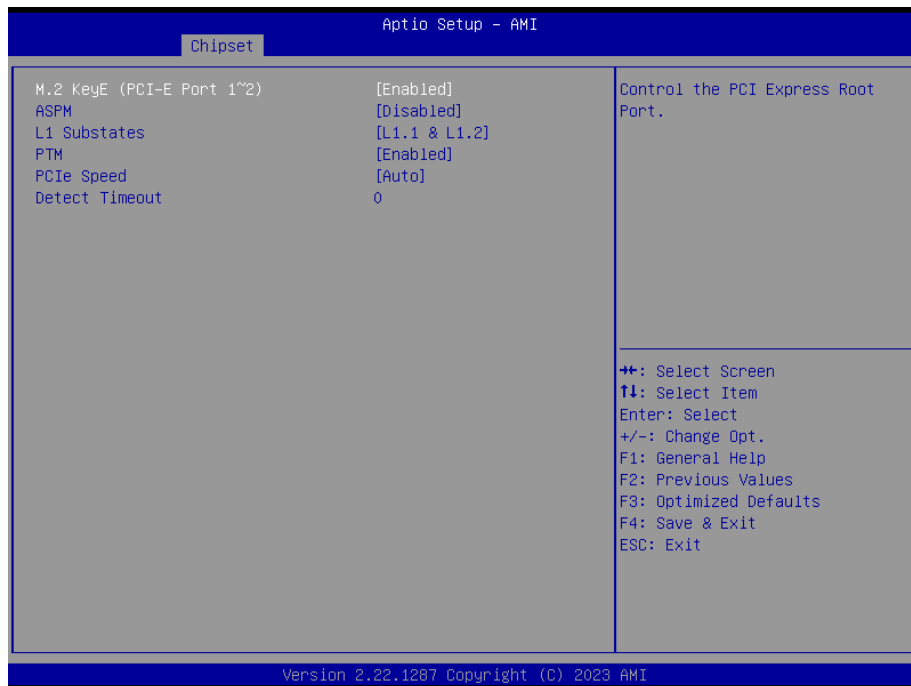 Aptio Setup – AMI
Chipset
M.2 KeyE (PCI-E Port 1~2) [Enabled]
ASPM [Disabled]
L1 Substates [L1.1 & L1.2]
PTM [Enabled]
PCIe Speed [Auto]
Detect Timeout 0
Control the PCI Express Root
Port.
→←: Select Screen
↑↓: Select Item
Enter: Select
+/-: Change Opt.
F1: General Help
F2: Previous Values
F3: Optimized Defaults
F4: Save & Exit
ESC: Exit
Version 2.22.1287 Copyright (C) 2023 AMI